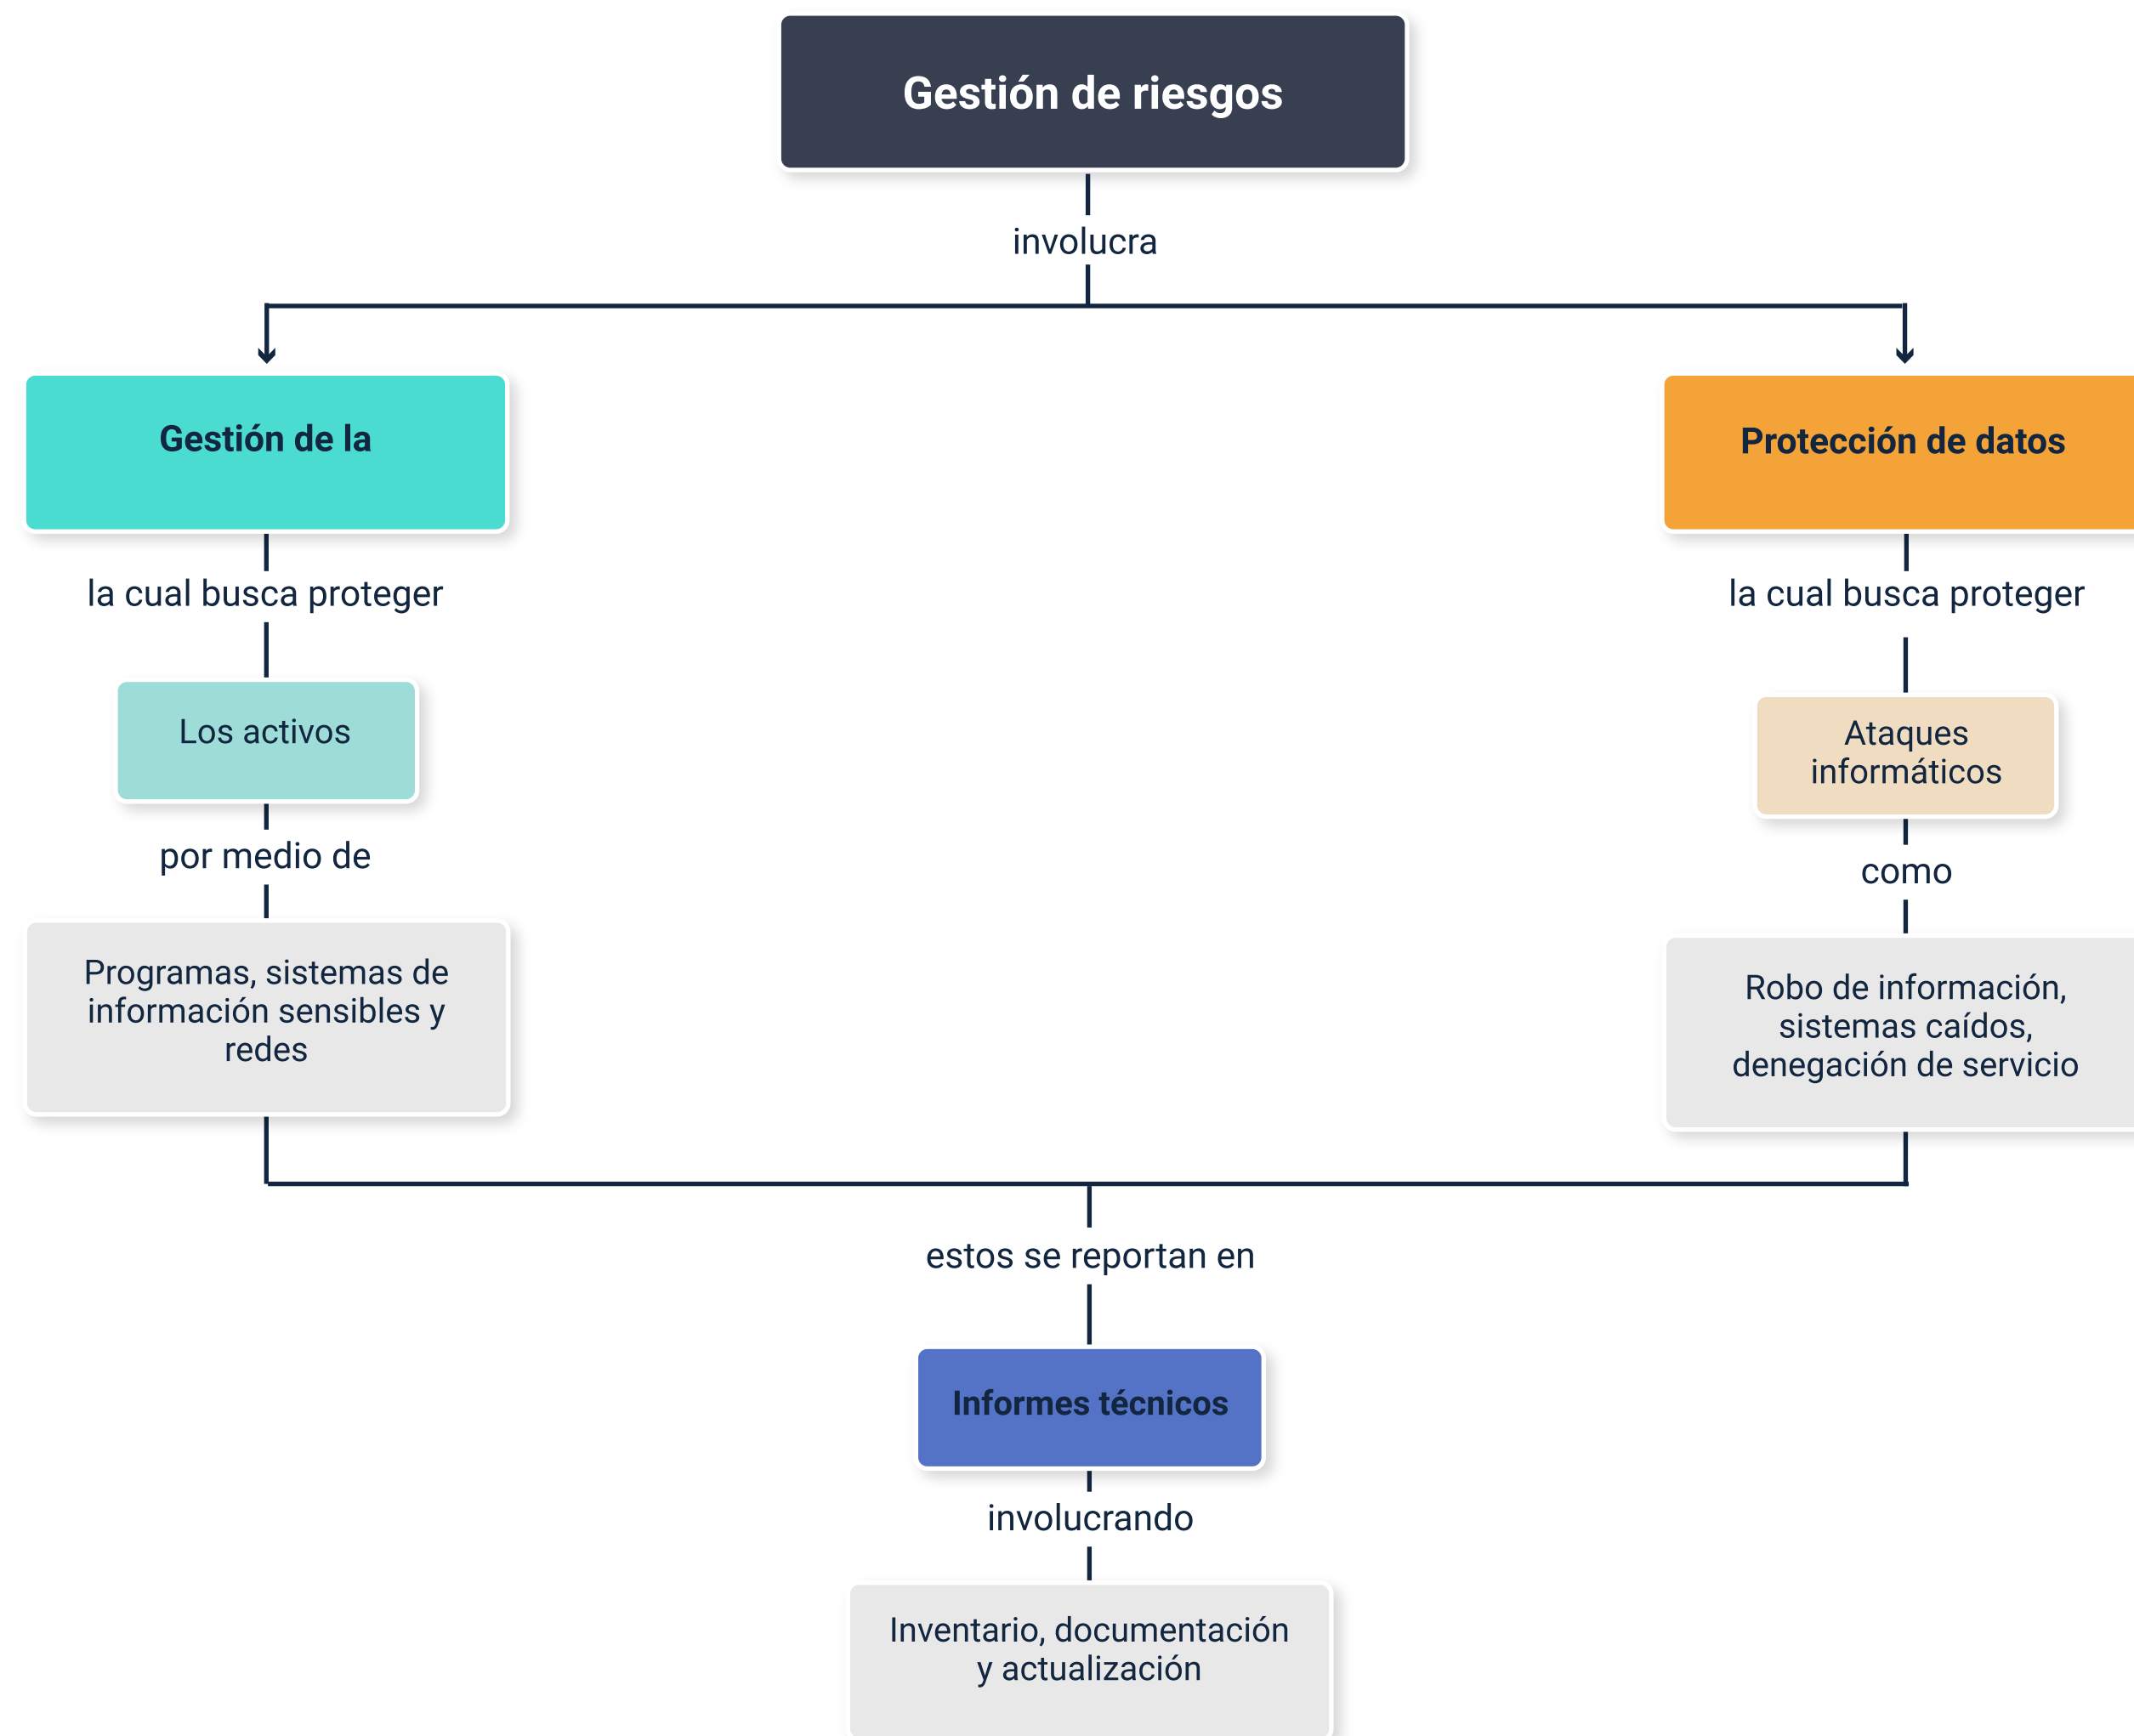 Gestión de riesgos
involucra
Gestión de la
la cual busca proteger
Los activos
por medio de
Programas, sistemas de
información sensibles y
redes
Protección de datos
la cual busca proteger
Ataques
informáticos
como
Robo de información,
sistemas caídos,
denegación de servicio
estos se reportan en
Informes técnicos
involucrando
Inventario, documentación
y actualización